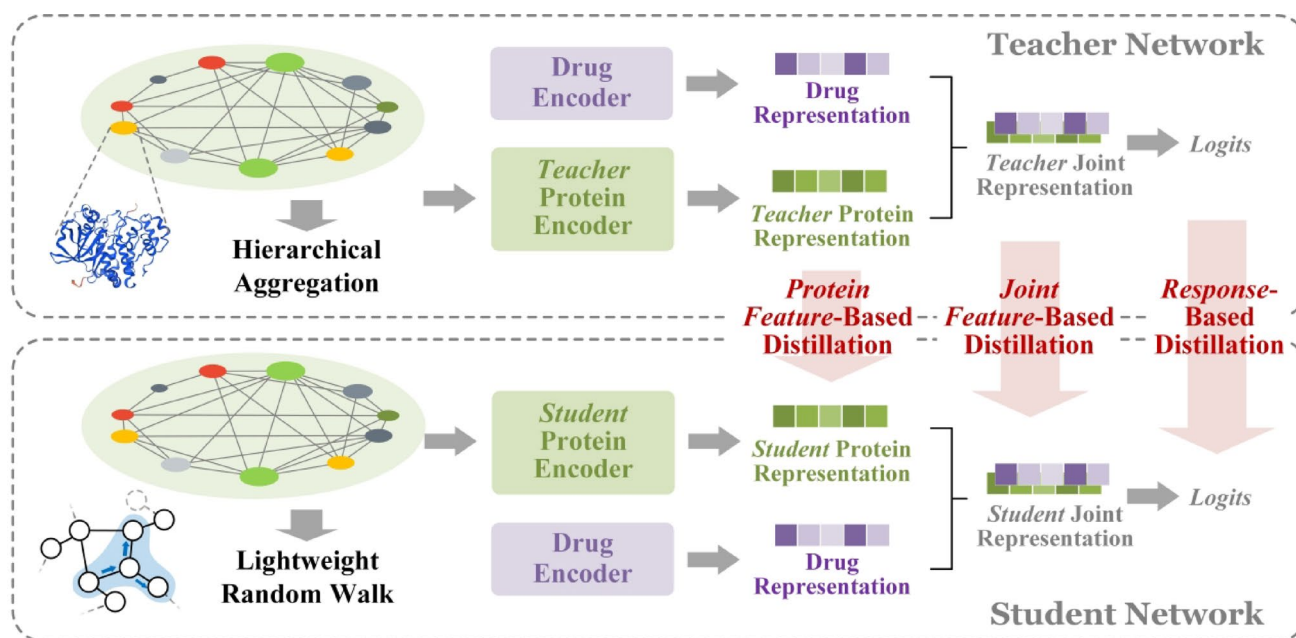 Teacher Network
Drug
Encoder
Drug
Representation
Teacher
Protein
Encoder
Teacher Protein
Representation
Teacher Joint
Representation
Logits
Hierarchical
Aggregation
Protein
Feature-Based
Distillation
Joint
Feature-Based
Distillation
Response-
Based
Distillation
Student
Protein
Encoder
Student Protein
Representation
Student Joint
Representation
Logits
Lightweight
Random Walk
Drug
Encoder
Drug
Representation
Student Network